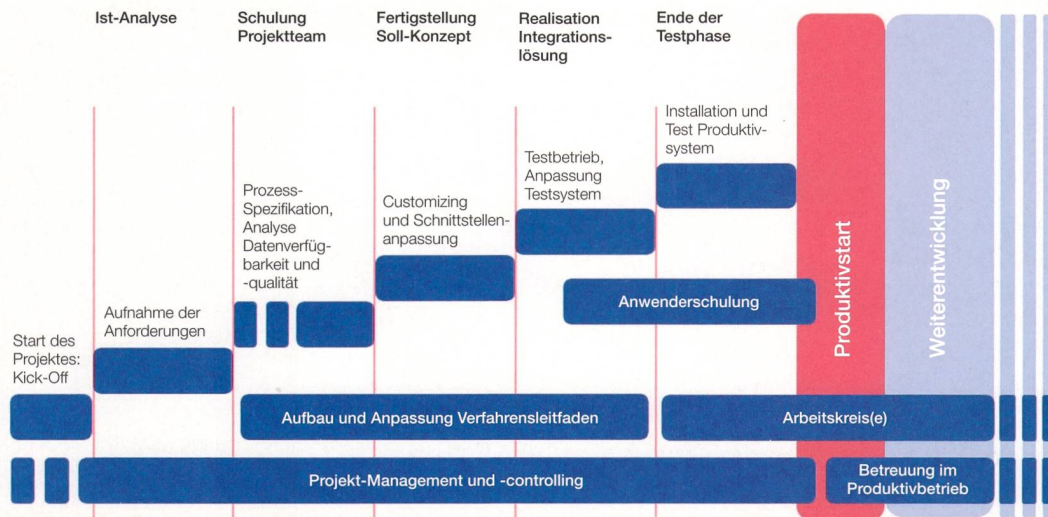 Ist-Analyse
Schulung
Projektteam
Fertigstellung
Soll-Konzept
Realisation
Integrations-
lösung
Ende der
Testphase
Installation und
Test Produktiv-
system
Testbetrieb,
Anpassung
Testsystem
Prozess-
Spezifikation,
Analyse
Datenverfüg-
barkeit und
-qualität
Customizing
und Schnittstellen-
anpassung
Aufnahme der
Anforderungen
Start des
Projektes:
Kick-Off
Anwenderschulung
Produktivstart
Weiterentwicklung
Aufbau und Anpassung Verfahrensleitfaden
Arbeitskreis(e)
Projekt-Management und -controlling
Betreuung im
Produktivbetrieb